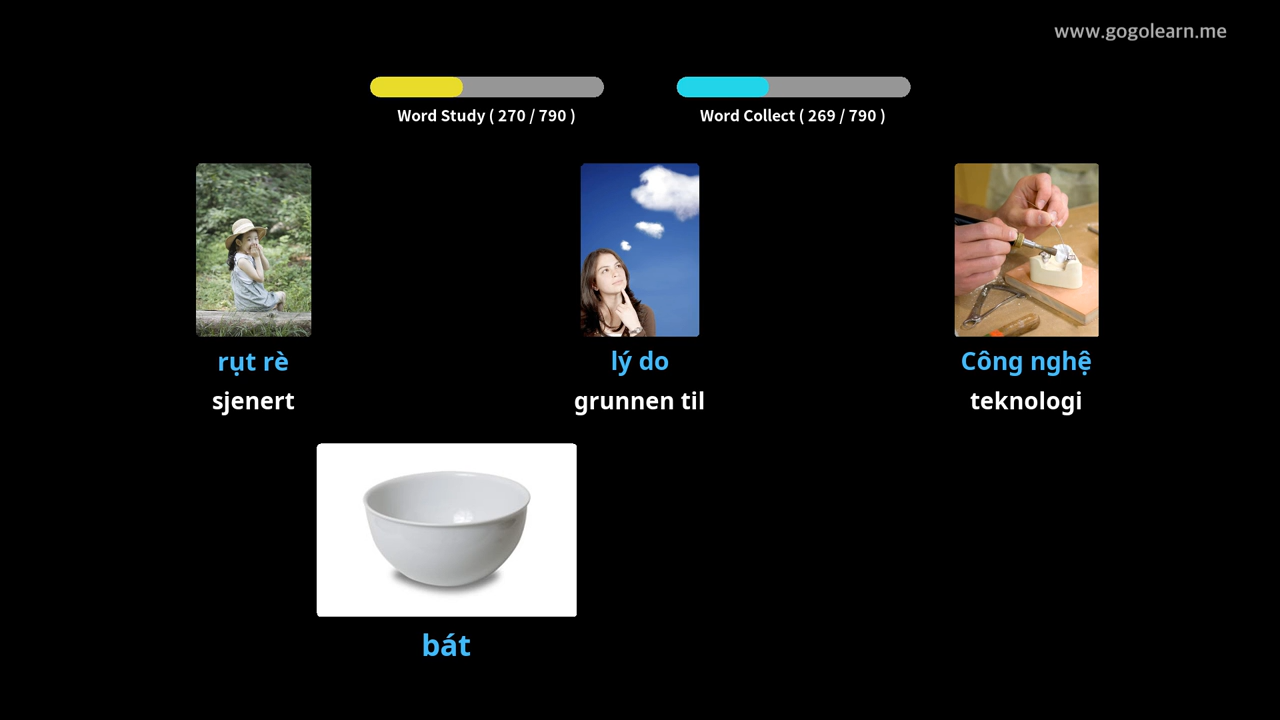 www.gogolearn.me
Word Study ( 270 / 790 )
Word Collect ( 269 / 790 )
rụt rè
sjenert
lý do
grunnen til
Công nghệ
teknologi
bát